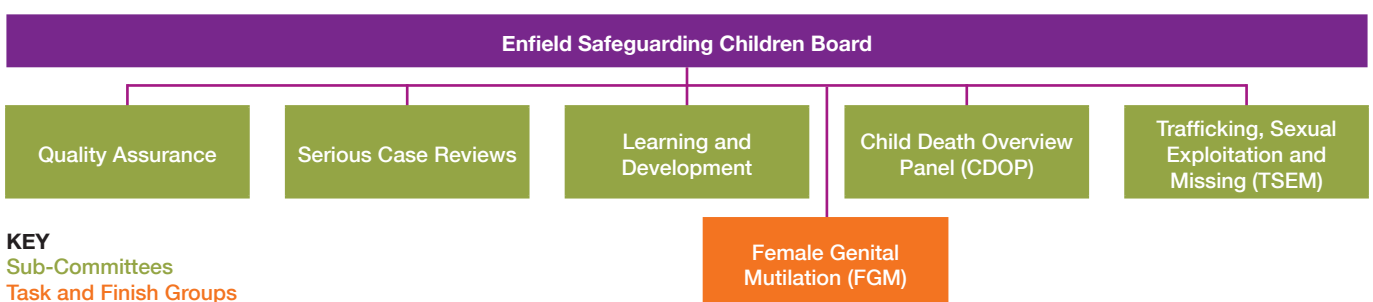 Enfield Safeguarding Children Board
Quality Assurance
Serious Case Reviews
Learning and
Development
Child Death Overview
Panel (CDOP)
Trafficking, Sexual
Exploitation and
Missing (TSEM)
Female Genital
Mutilation (FGM)
KEY
Sub-Committees
Task and Finish Groups